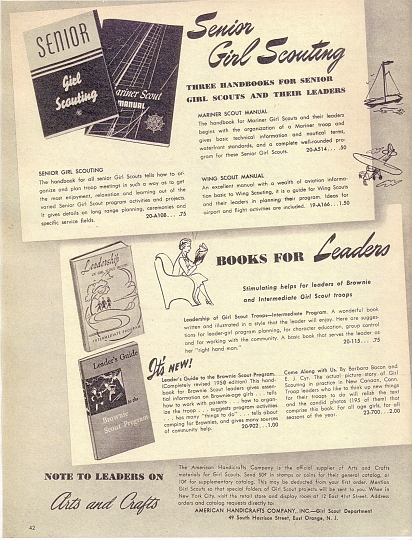 SENIOR
Girl
Scouting
Mariner Scout
MANUAL
Senior
Girl Scouting
THREE HANDBOOKS FOR SENIOR
GIRL SCOUTS AND THEIR LEADERS
MARINER SCOUT MANUAL
The handbook for Mariner Girl Scouts and their leaders
begins with the organization of a Mariner troop and
gives basic technical information and nautical terms,
waterfront standards, and a complete well-rounded pro-
gram for these Senior Girl Scouts. 20-A514... .50
SENIOR GIRL SCOUTING
The handbook for all senior Girl Scouts tells how to or-
ganize and plan troop meetings in such a way as to get
the most enjoyment, relaxation and learning out of the
varied Senior Girl Scout program activities and projects.
It gives details on long range planning, ceremonies and
specific service fields. 20-A108... .75
WING SCOUT MANUAL
An excellent manual with a wealth of aviation informa-
tion basic to Wing Scouting, it is a guide for Wing Scouts
and their leaders in planning their program. Ideas for
airport and flight activities are included. 19-A166...1.50
Leadership
INTERMEDIATE PROGRAM
BOOKS FOR Leaders
Stimulating helps for leaders of Brownie
and Intermediate Girl Scout troops
Leadership of Girl Scout Troops—Intermediate Program. A wonderful book
written and illustrated in a style that the leader will enjoy. Here are sugges-
tions for leader-girl program planning, for character education, group control
and for working with the community. A basic book that serves the leader as
her "right hand man." 20-115... .75
Leader's Guide
to the
Brownie
Scout Program
It's NEW!
Leader's Guide to the Brownie Scout Program.
(Completely revised 1950 edition) This hand-
book for Brownie Scout leaders gives essen-
tial information on Brownie-age girls . . . tells
how to work with parents . . . how to organ-
ize the troop . . . suggests program activities
. . . has many "things to do" . . . tells about
camping for Brownies, and gives many sources
of community help. 20-902...1.00
Come Along with Us. By Barbara Bacon and
E. J. Cyr. The actual picture story of Girl
Scouting in practice in New Canaan, Conn.
Troop leaders who like to think up new things
for their troops to do will relish the text
and the candid photos (195 of them) that
comprise this book. For all age girls, for all
seasons of the year. 23-700...2.00
NOTE TO LEADERS ON
Arts and Crafts
The American Handicrafts Company is the official supplier of Arts and Crafts
materials for Girl Scouts. Send 50¢ in stamps or coins for their general catalog, or
10¢ for supplementary catalog. This may be deducted from your first order. Mention
Girl Scouts so that special folders of Girl Scout projects will be sent to you. When in
New York City, visit the retail store and display room at 12 East 41st Street. Address
orders and catalog requests directly to:
AMERICAN HANDICRAFTS COMPANY, INC.—Girl Scout Department
49 South Harrison Street, East Orange, N. J.
42